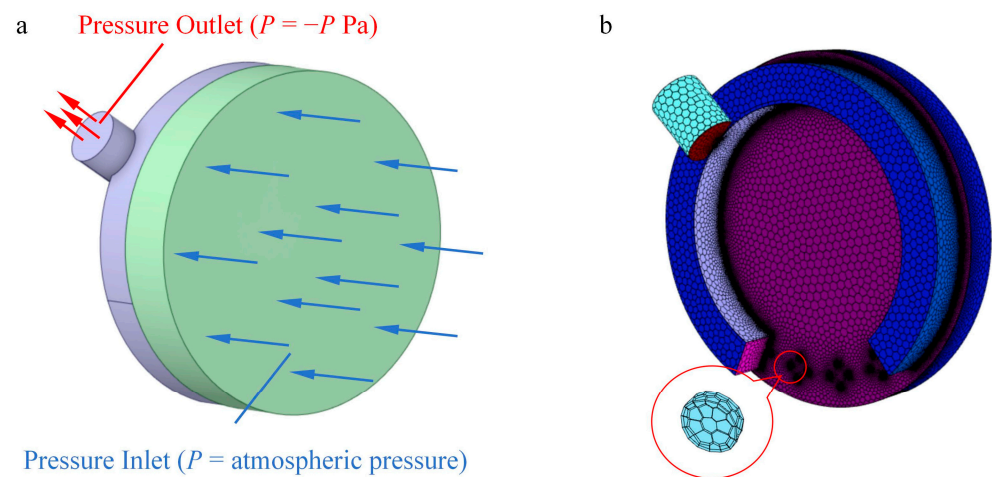 a
Pressure Outlet (P = −P Pa)
b
Pressure Inlet (P = atmospheric pressure)